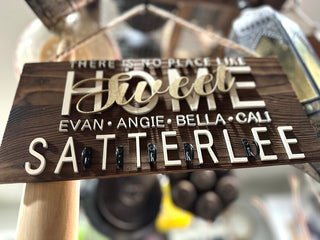 THERE IS NO PLACE LIKE
HOME
Sweet
EVAN • ANGIE • BELLA • CALI
SATTERLEE